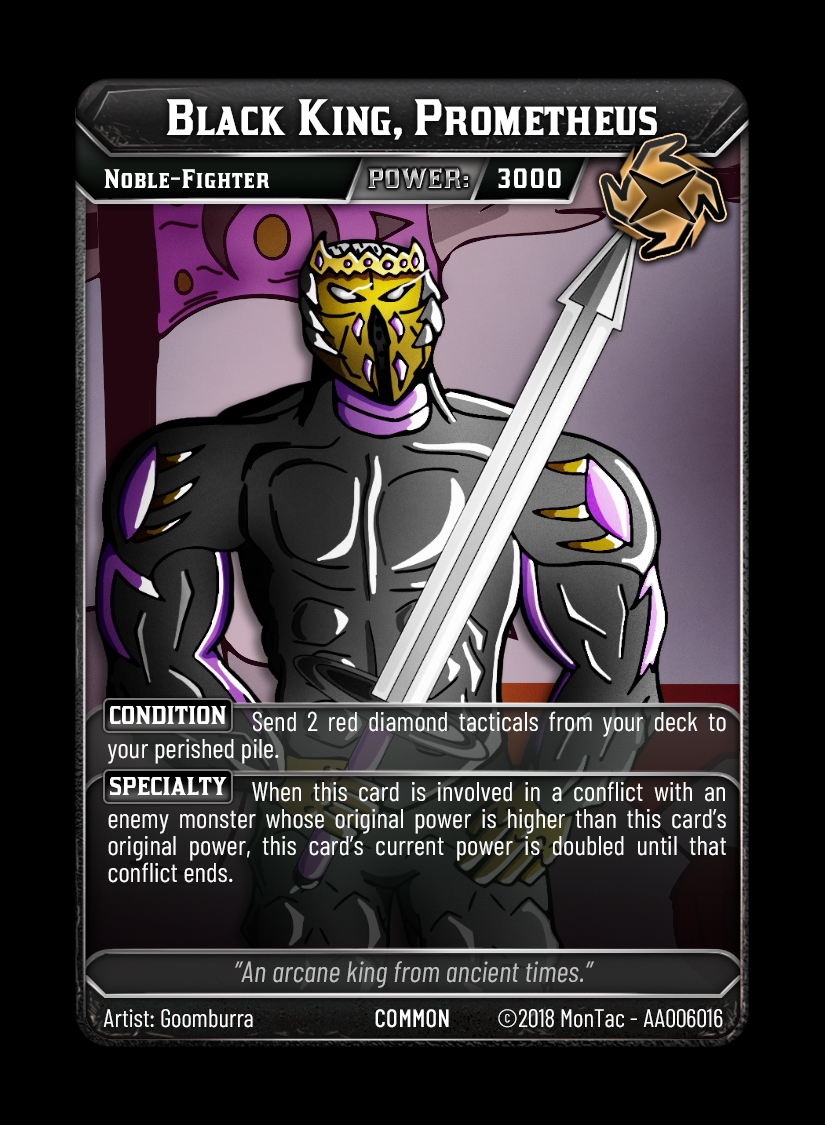 Black King, Prometheus
Noble-Fighter POWER: 3000
CONDITION Send 2 red diamond tacticals from your deck to
your perished pile.
SPECIALTY When this card is involved in a conflict with an
enemy monster whose original power is higher than this card's
original power, this card's current power is doubled until that
conflict ends.
"An arcane king from ancient times."
Artist: Goomburra COMMON ©2018 MonTac - AA006016